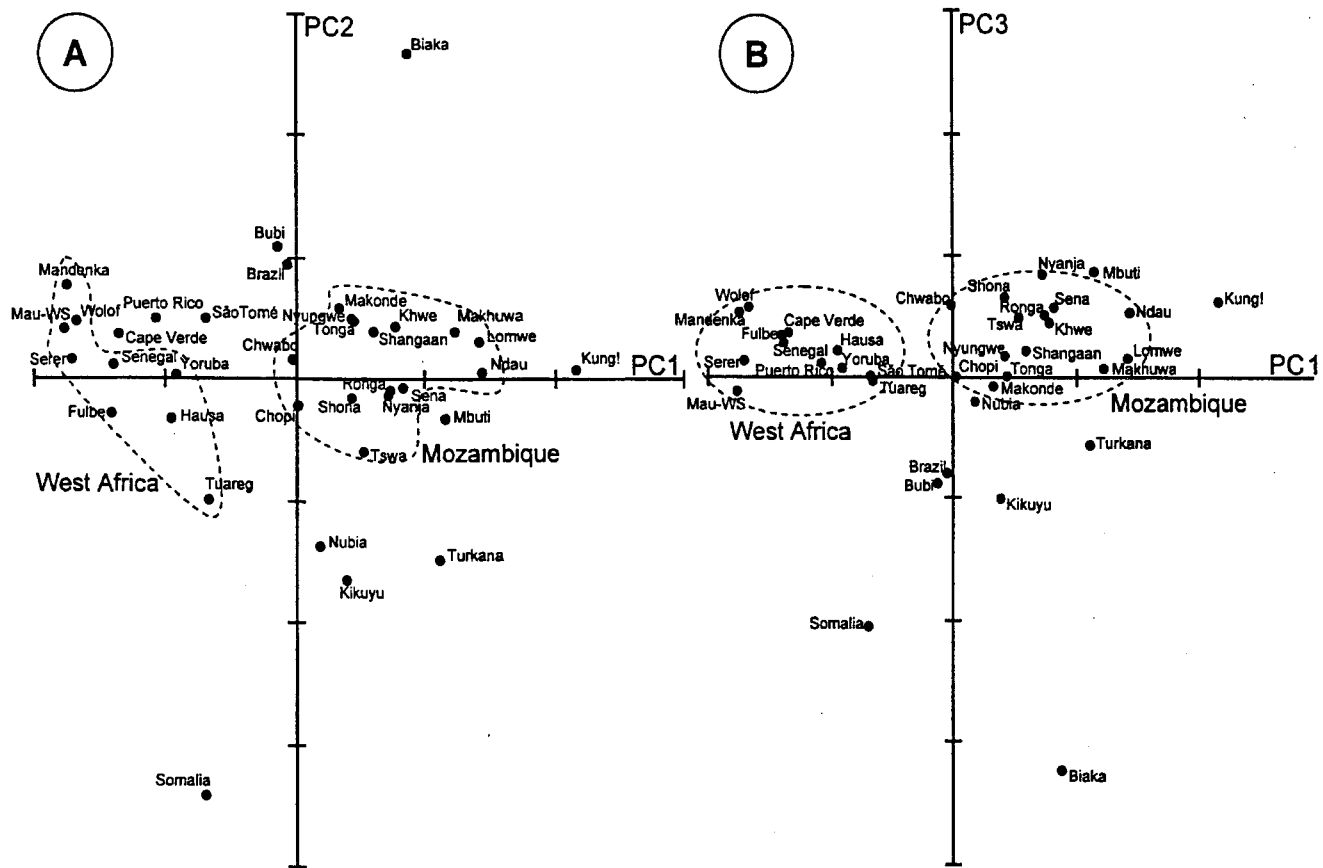 A
PC2
Biaka
Bubi
Brazil
Mandenka
Mau-WS
Wolof
Puerto Rico
SãoTomé
Nyungwe
Makonde
Tonga
Khwe
Makhuwa
Cape Verde
Shangaan
Lomwe
Chwabo
Serer
Senegal
Yoruba
Ndau
Kung!
PC1
Ronga
Sena
Fulbe
Hausa
Chopi
Shona
Nyanja
Mbuti
Tswa
Mozambique
West Africa
Tuareg
Nubia
Turkana
Kikuyu
Somalia
B
PC3
Nyanja
Mbuti
Shona
Chwabo
Kung!
Wolof
Mandenka
Ronga
Sena
Ndau
Tswa
Khwe
Cape Verde
Fulbe
Hausa
Senegal
Nyungwe
Shangaan
Lomwe
Serer
Yoruba
Puerto Rico
São Tomé
Chopi
Tonga
Makhuwa
PC1
Mau-WS
Tuareg
Makonde
Nubia
Mozambique
West Africa
Turkana
Brazil
Bubi
Kikuyu
Somalia
Biaka